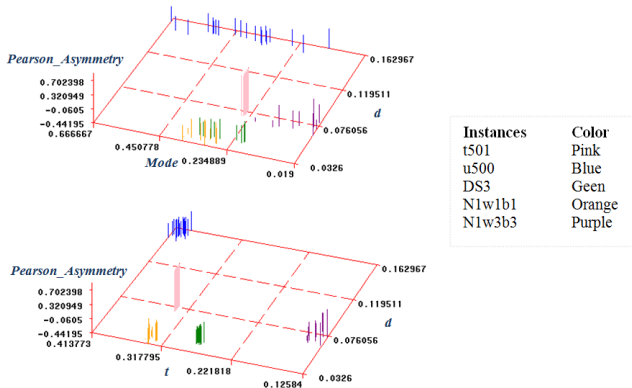 Pearson_Asymmetry
0.702398
0.320949
-0.0605
-0.44195
0.666667
0.450778
Mode
0.234889
0.019
0.0326
0.076056
d
0.119511
0.162967
Instances Color
t501 Pink
u500 Blue
DS3 Geen
N1w1b1 Orange
N1w3b3 Purple
Pearson_Asymmetry
0.702398
0.320949
-0.0605
-0.44195
0.413773
0.317795
t
0.221818
0.12584
0.0326
0.076056
d
0.119511
0.162967